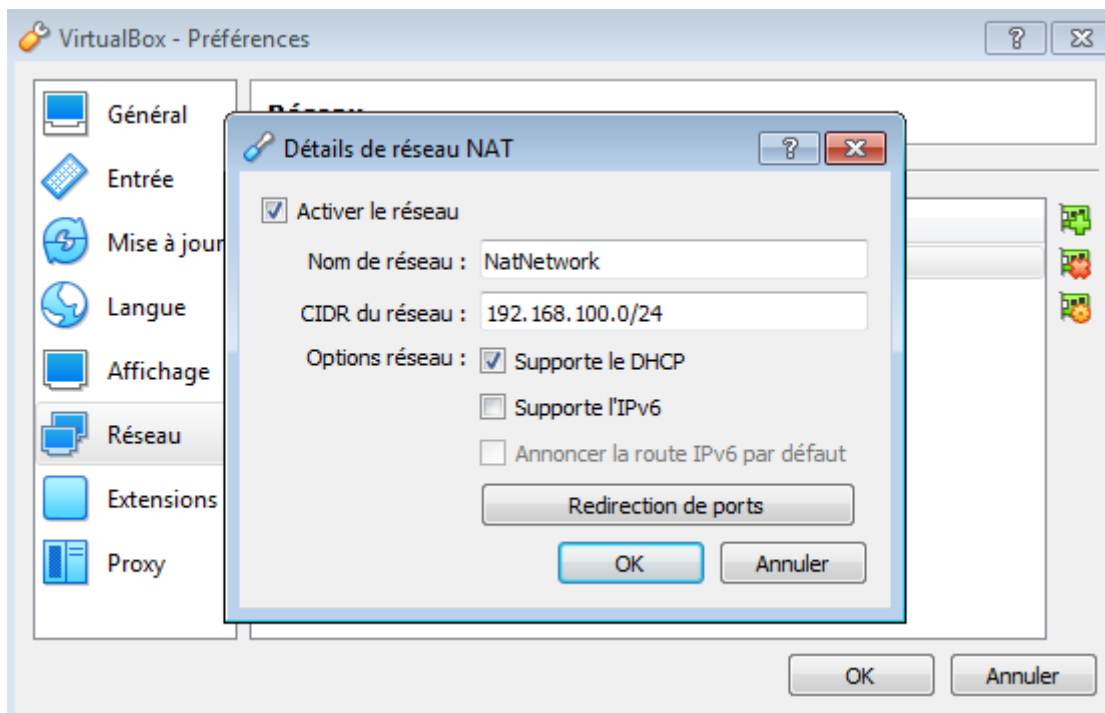 VirtualBox - Préférences
Général
Entrée
Mise à jour
Langue
Affichage
Réseau
Extensions
Proxy
Réseau
Détails de réseau NAT
Activer le réseau
Nom de réseau : NatNetwork
CIDR du réseau : 192.168.100.0/24
Options réseau : Supporte le DHCP
Supporte l'IPv6
Annoncer la route IPv6 par défaut
Redirection de ports
OK Annuler
OK Annuler